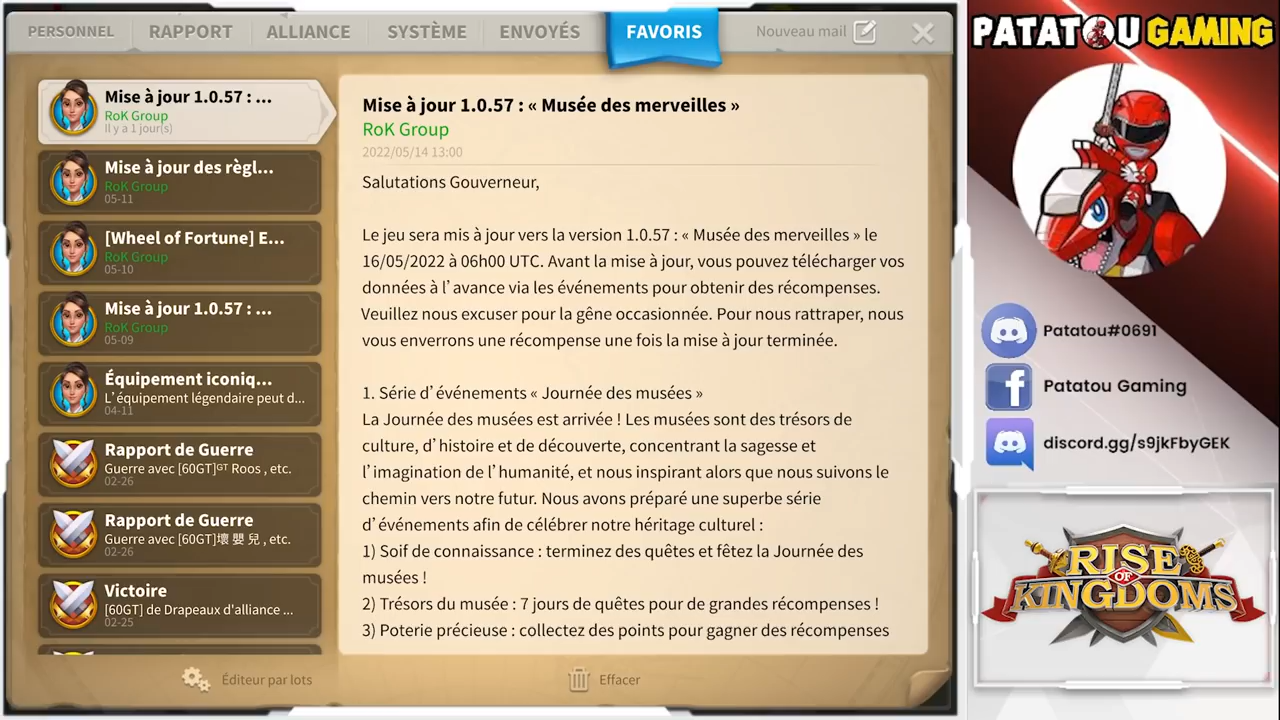 PERSONNEL
RAPPORT
ALLIANCE
SYSTÈME
ENVOYÉS
FAVORIS
Nouveau mail
Mise à jour 1.0.57 : ...
RoK Group
Il y a 1 jour(s)
Mise à jour des règl...
RoK Group
05-11
[Wheel of Fortune] E...
RoK Group
05-10
Mise à jour 1.0.57 : ...
RoK Group
05-09
Équipement iconiq...
L'équipement légendaire peut d...
04-11
Rapport de Guerre
Guerre avec [60GT]ᴳᵀ Roos , etc.
02-26
Rapport de Guerre
Guerre avec [60GT]壞 嬰 兒 , etc.
02-26
Victoire
[60GT] de Drapeaux d'alliance ...
02-25
Éditeur par lots
Mise à jour 1.0.57 : « Musée des merveilles »
RoK Group
2022/05/14 13:00
Salutations Gouverneur,
Le jeu sera mis à jour vers la version 1.0.57 : « Musée des merveilles » le
16/05/2022 à 06h00 UTC. Avant la mise à jour, vous pouvez télécharger vos
données à l'avance via les événements pour obtenir des récompenses.
Veuillez nous excuser pour la gêne occasionnée. Pour nous rattraper, nous
vous enverrons une récompense une fois la mise à jour terminée.
1. Série d'événements « Journée des musées »
La Journée des musées est arrivée ! Les musées sont des trésors de
culture, d'histoire et de découverte, concentrant la sagesse et
l'imagination de l'humanité, et nous inspirant alors que nous suivons le
chemin vers notre futur. Nous avons préparé une superbe série
d'événements afin de célébrer notre héritage culturel :
1) Soif de connaissance : terminez des quêtes et fêtez la Journée des
musées !
2) Trésors du musée : 7 jours de quêtes pour de grandes récompenses !
3) Poterie précieuse : collectez des points pour gagner des récompenses
Effacer
PATATOU GAMING
Patatou#0691
Patatou Gaming
discord.gg/s9jkFbyGEK
RISE
OF
KINGDOMS